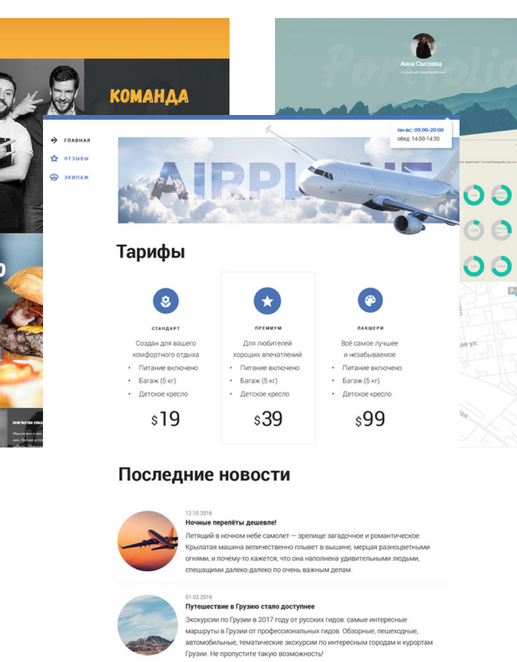 Анна Сысоева
КОМАНДА
ПН-ВС: 09:00-20:00
обед: 14:00-14:30
ГЛАВНАЯ
ОТЗЫВЫ
ЭКИПАЖ
AIRPLANE
Тарифы
СТАНДАРТ
Создан для вашего
комфортного отдыха
• Питание включено
• Багаж (5 кг)
• Детское кресло
$19
ПРЕМИУМ
Для любителей
хороших впечатлений
• Питание включено
• Багаж (5 кг)
• Детское кресло
$39
ЛАКШЕРИ
Всё самое лучшее
и незабываемое
• Питание включено
• Багаж (5 кг)
• Детское кресло
$99
Последние новости
12.10.2016
Ночные перелёты дешевле!
Летящий в ночном небе самолет — зрелище загадочное и романтическое.
Крылатая машина величественно плывет в вышине, мерцая разноцветными
огнями, и почему-то кажется, что она наполнена удивительными людьми,
спешащими далеко-далеко по очень важным делам.
01.02.2016
Путешествие в Грузию стало доступнее
Экскурсии по Грузии в 2017 году от русских гидов: самые интересные
маршруты в Грузии от профессиональных гидов. Обзорные, пешеходные,
автомобильные, тематические экскурсии по интересным городам и курортам
Грузии. Не пропустите такую возможность!